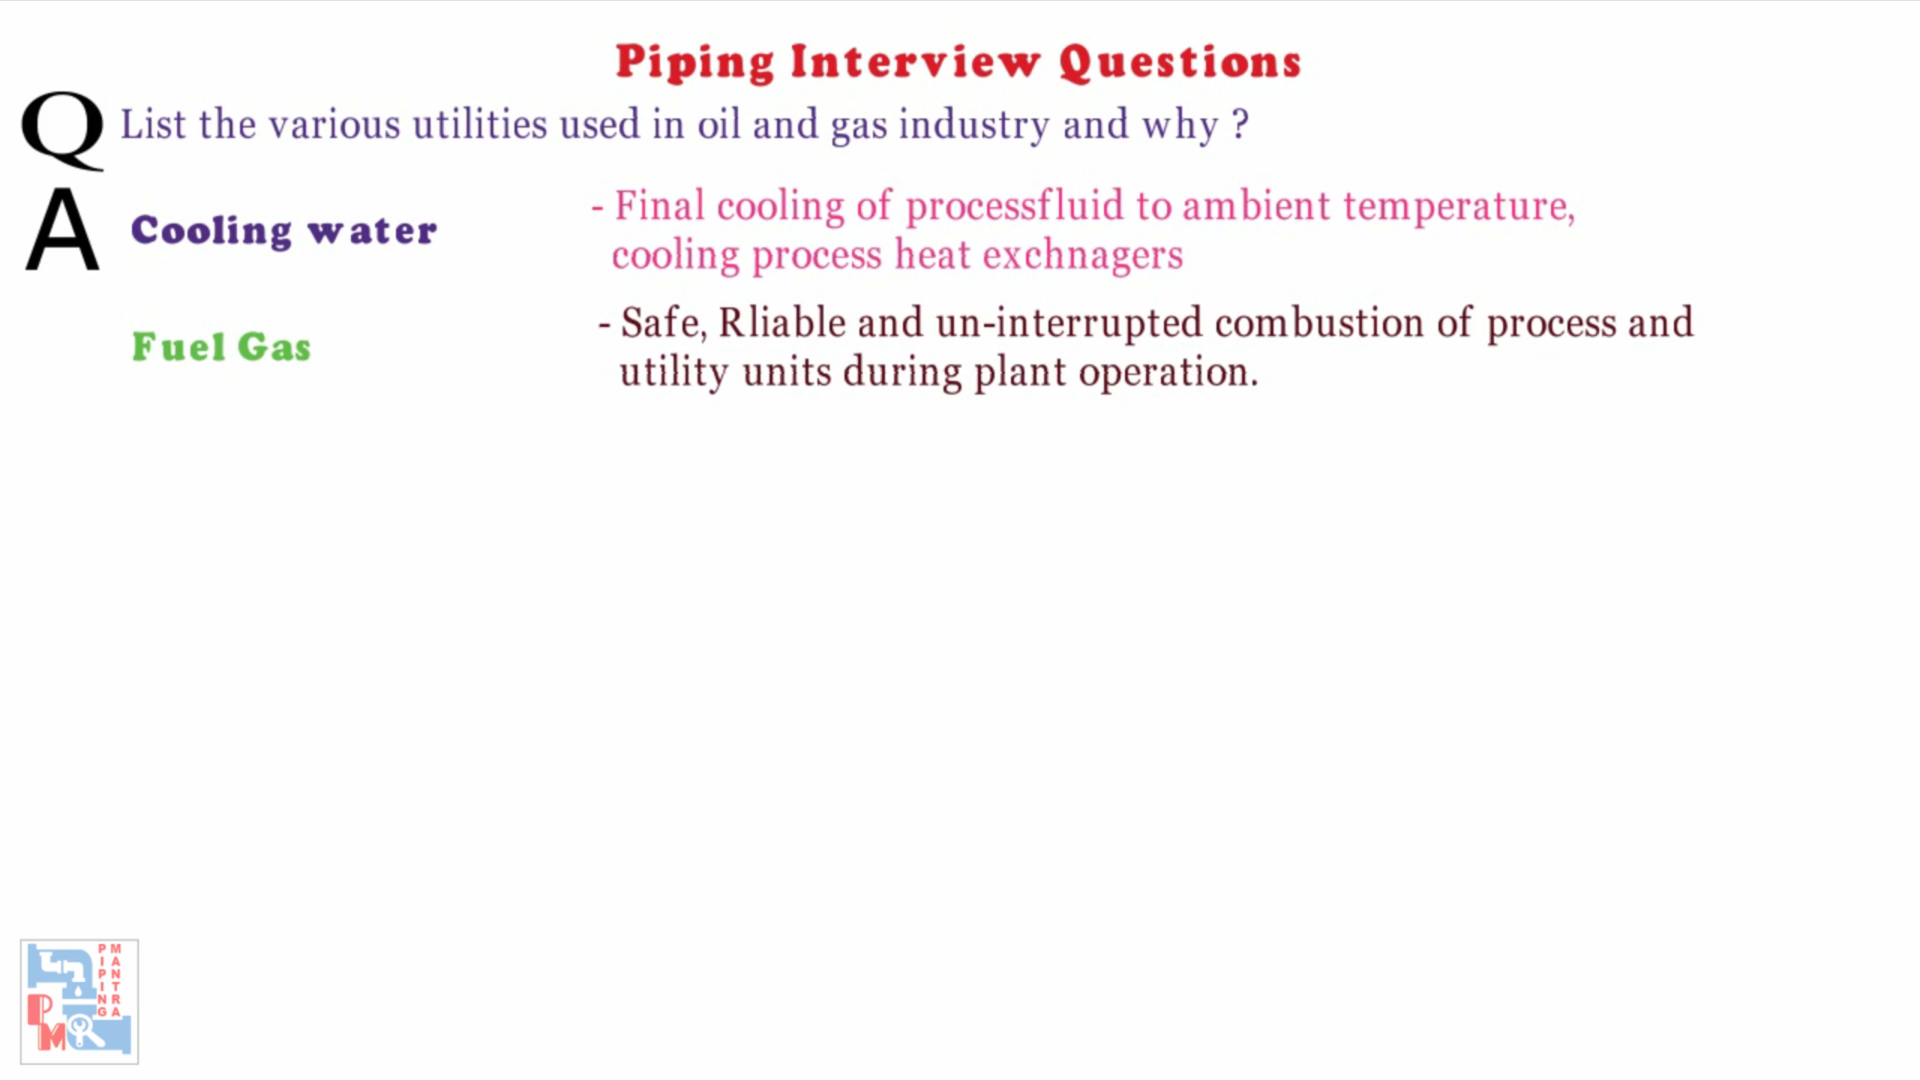 Piping Interview Questions
Q List the various utilities used in oil and gas industry and why ?
A Cooling water - Final cooling of processfluid to ambient temperature,
cooling process heat exchnagers
Fuel Gas - Safe, Rliable and un-interrupted combustion of process and
utility units during plant operation.
PIPING
MANTRA
PM